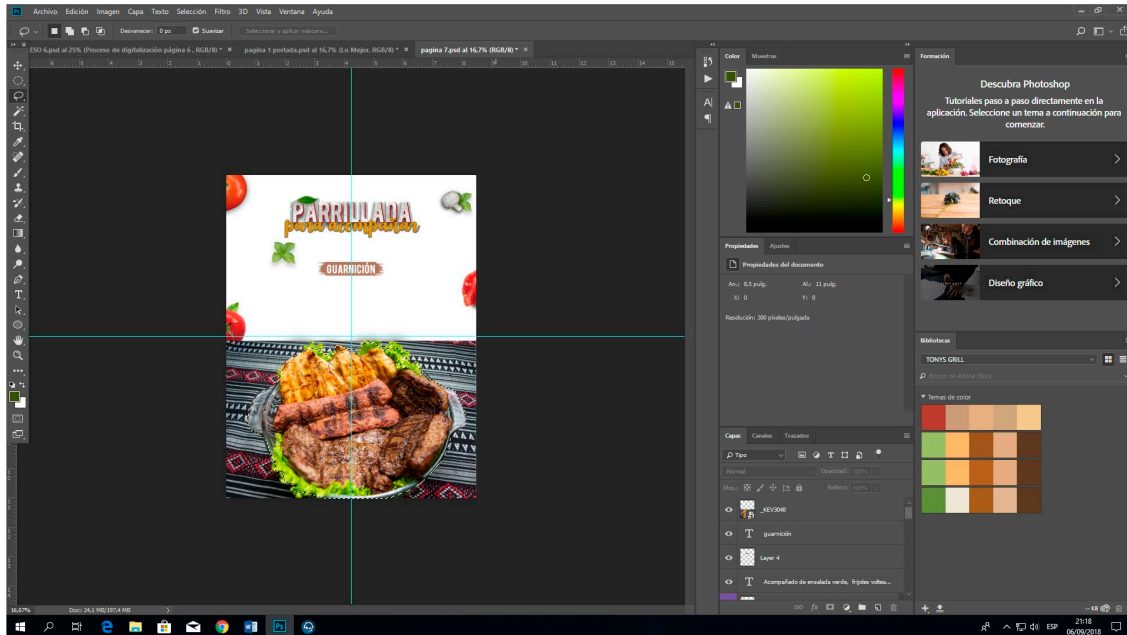 Ps Archivo Edición Imagen Capa Texto Selección Filtro 3D Vista Ventana Ayuda
Desvanecer: 0 px Suavizar Seleccionar y aplicar máscara...
ESO 6.psd al 25% (Proceso de digitalización página 6 , RGB/8) * × pagina 1 portada.psd al 16,7% (Lo Mejor, RGB/8) * × pagina 7.psd al 16,7% (RGB/8) * ×
PARRILLADA
para acompañar
GUARNICIÓN
16,67% Doc: 24,1 MB/197,4 MB
Color Muestras
Propiedades Ajustes
Propiedades del documento
An.: 8,5 pulg. Al.: 11 pulg.
X: 0 Y: 0
Resolución: 300 píxeles/pulgada
Capas Canales Trazados
Tipo
Normal Opacidad: 100%
Bloq.: Relleno: 100%
_KEV3048
T guarnición
Layer 4
T Acompañado de ensalada verde, frijoles voltea...
fx
Formación
Descubra Photoshop
Tutoriales paso a paso directamente en la
aplicación. Seleccione un tema a continuación para
comenzar.
Fotografía
Retoque
Combinación de imágenes
Diseño gráfico
Bibliotecas
TONYS GRILL
Buscar en Adobe Stock
Temas de color
-- KB
ESP
21:18
06/09/2018